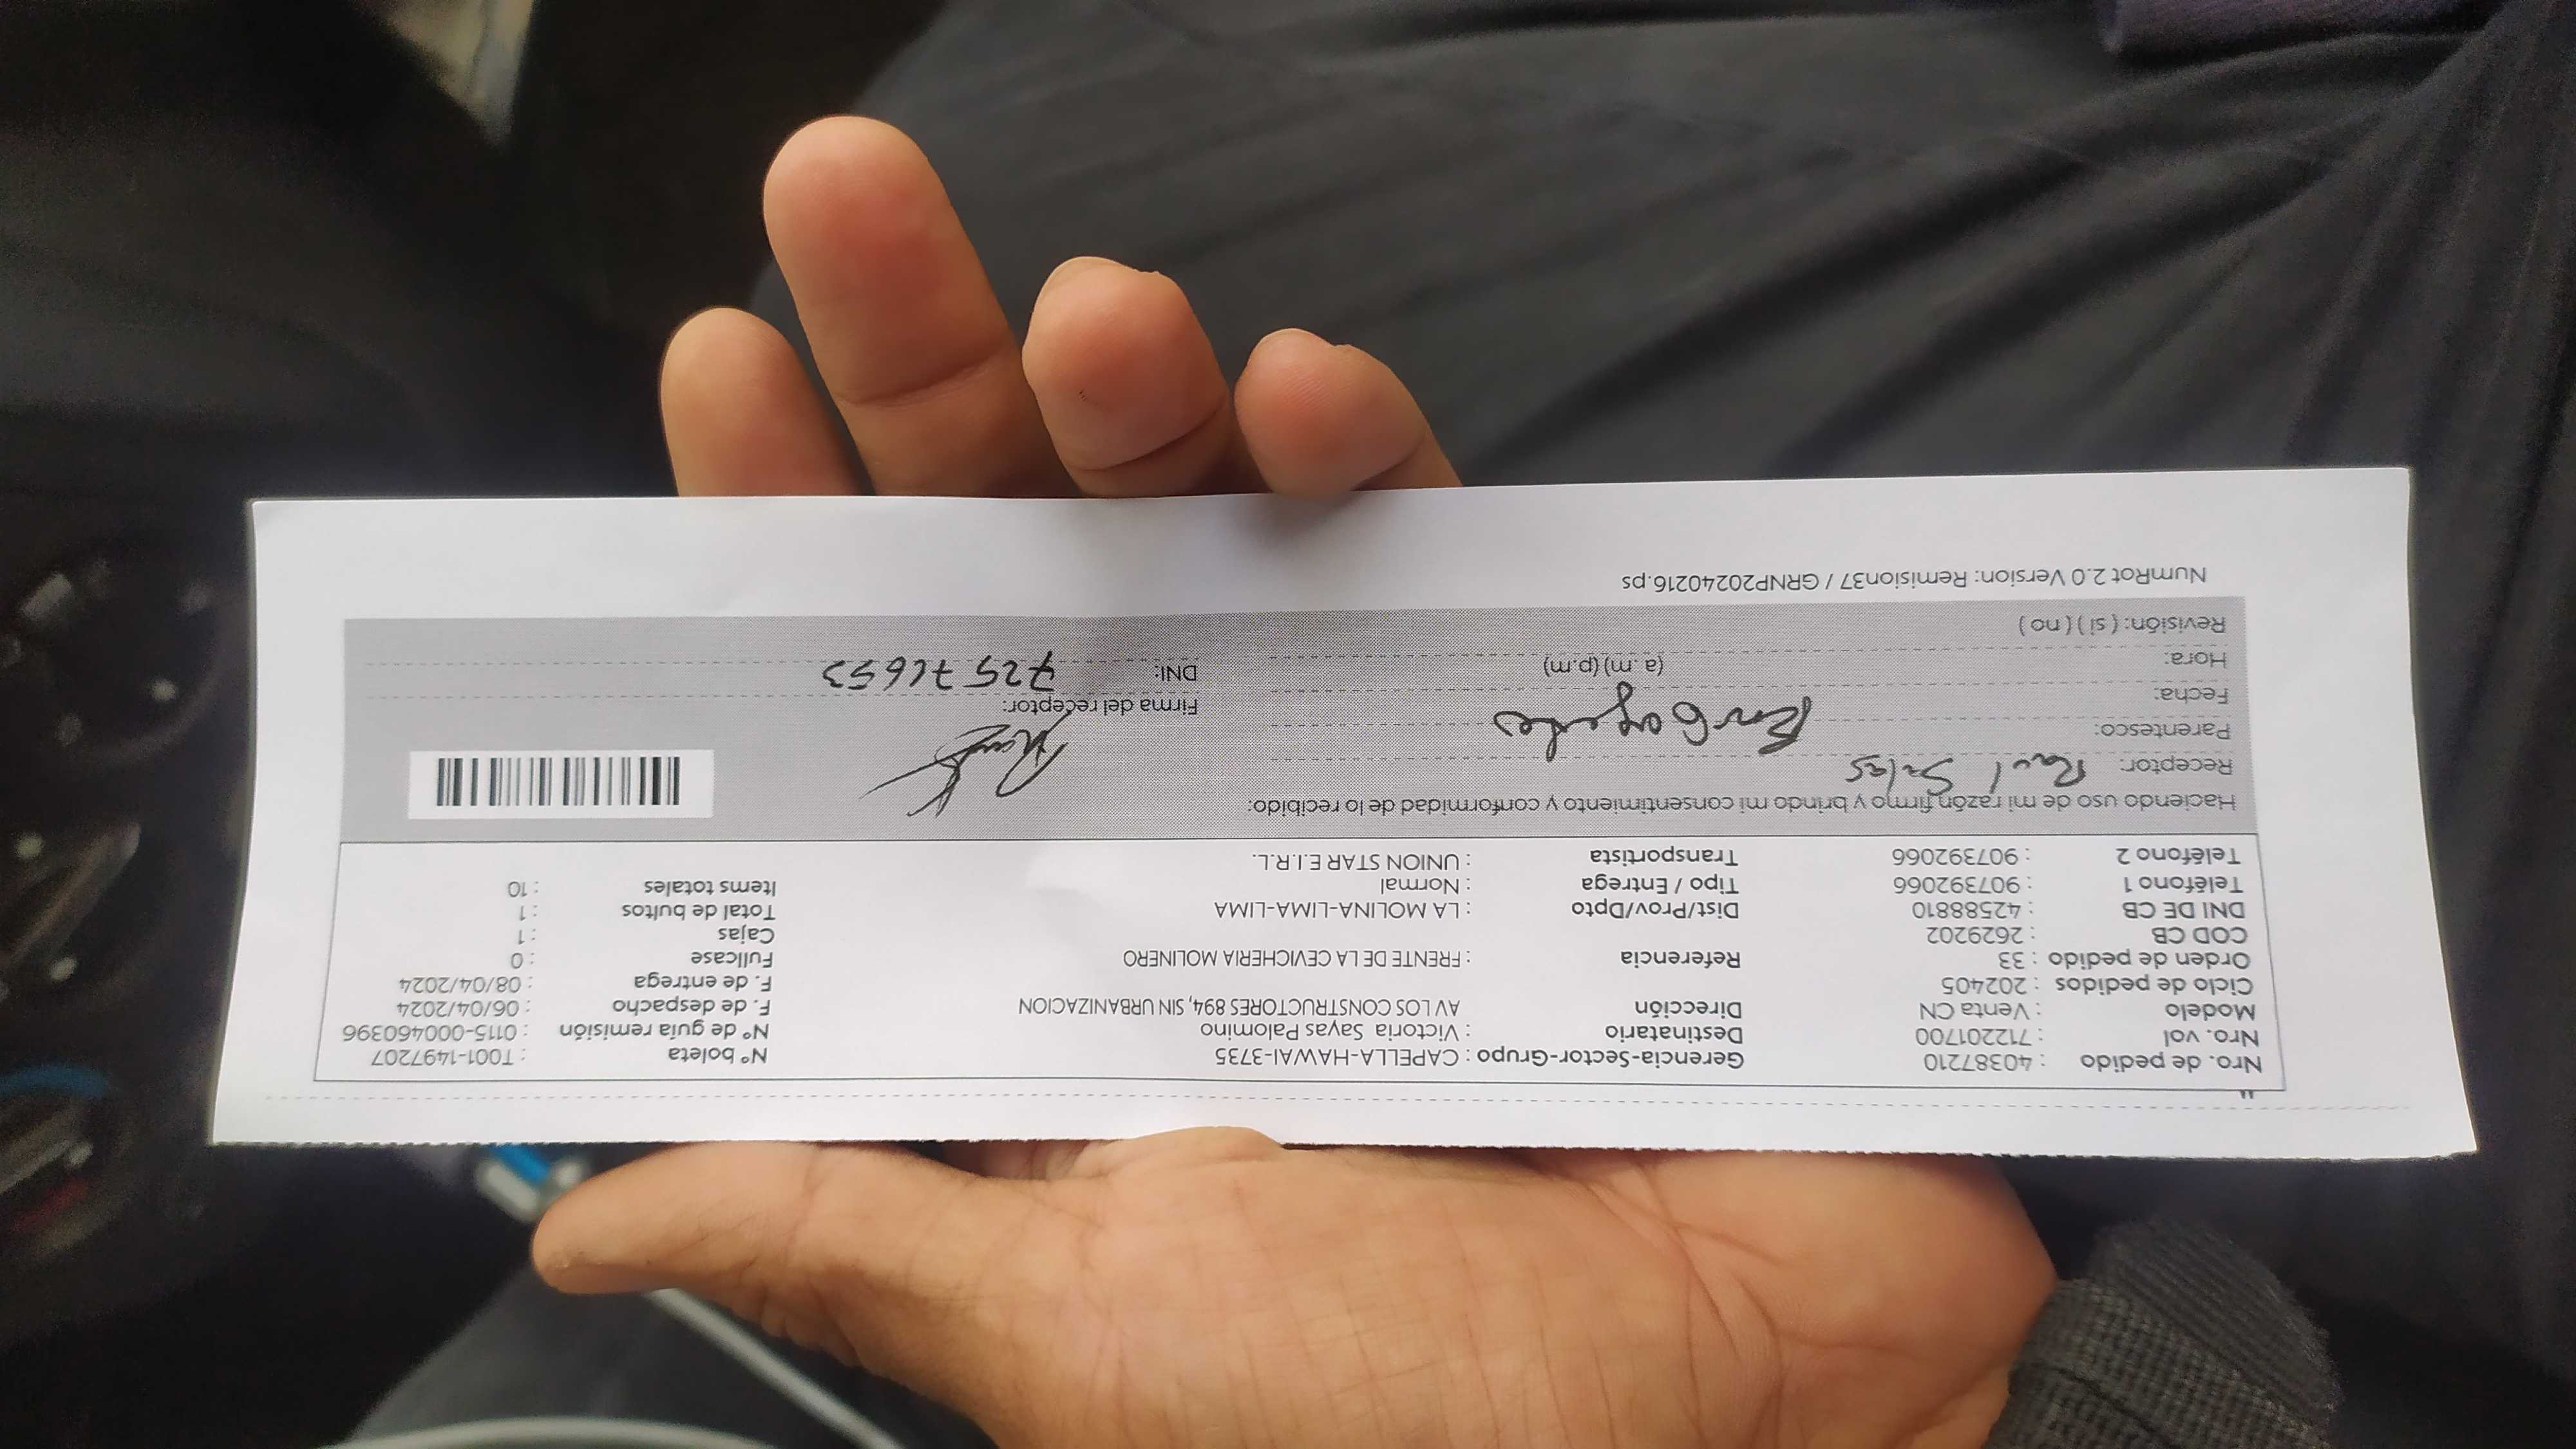 Nro. de pedido : 40387210
Nro. vol : 712201700
Modelo : Venta CN
Ciclo de pedidos : 202405
Orden de pedido : 33
COD CB : 2629202
DNI DE CB : 42588810
Teléfono 1 : 907392066
Teléfono 2 : 907392066
Gerencia-Sector-Grupo : CAPELLA-HAWAI-3735
Destinatario : Victoria Sayas Palomino
Dirección AV LOS CONSTRUCTORES 894, SIN URBANIZACION
Referencia : FRENTE DE LA CEVICHERIA MOLINERO
Dist/Prov/Dpto : LA MOLINA-LIMA-LIMA
Tipo / Entrega : Normal
Transportista : UNION STAR E.I.R.L.
N° boleta : T001-1497207
N° de guía remisión : 0115-000460396
F. de despacho : 06/04/2024
F. de entrega : 08/04/2024
Fullcase : 0
Cajas : 1
Total de bultos : 1
Items totales : 10
Haciendo uso de mi razón firmo y brindo mi consentimiento y conformidad de lo recibido:
Receptor: Raul Salas
Parentesco:
Fecha:
Hora: (a. m) (p.m)
Revisión: ( si ) ( no )
Firma del receptor:
DNI: 72571653
NumRot 2.0 Version: Remision37 / GRNP20240216.ps